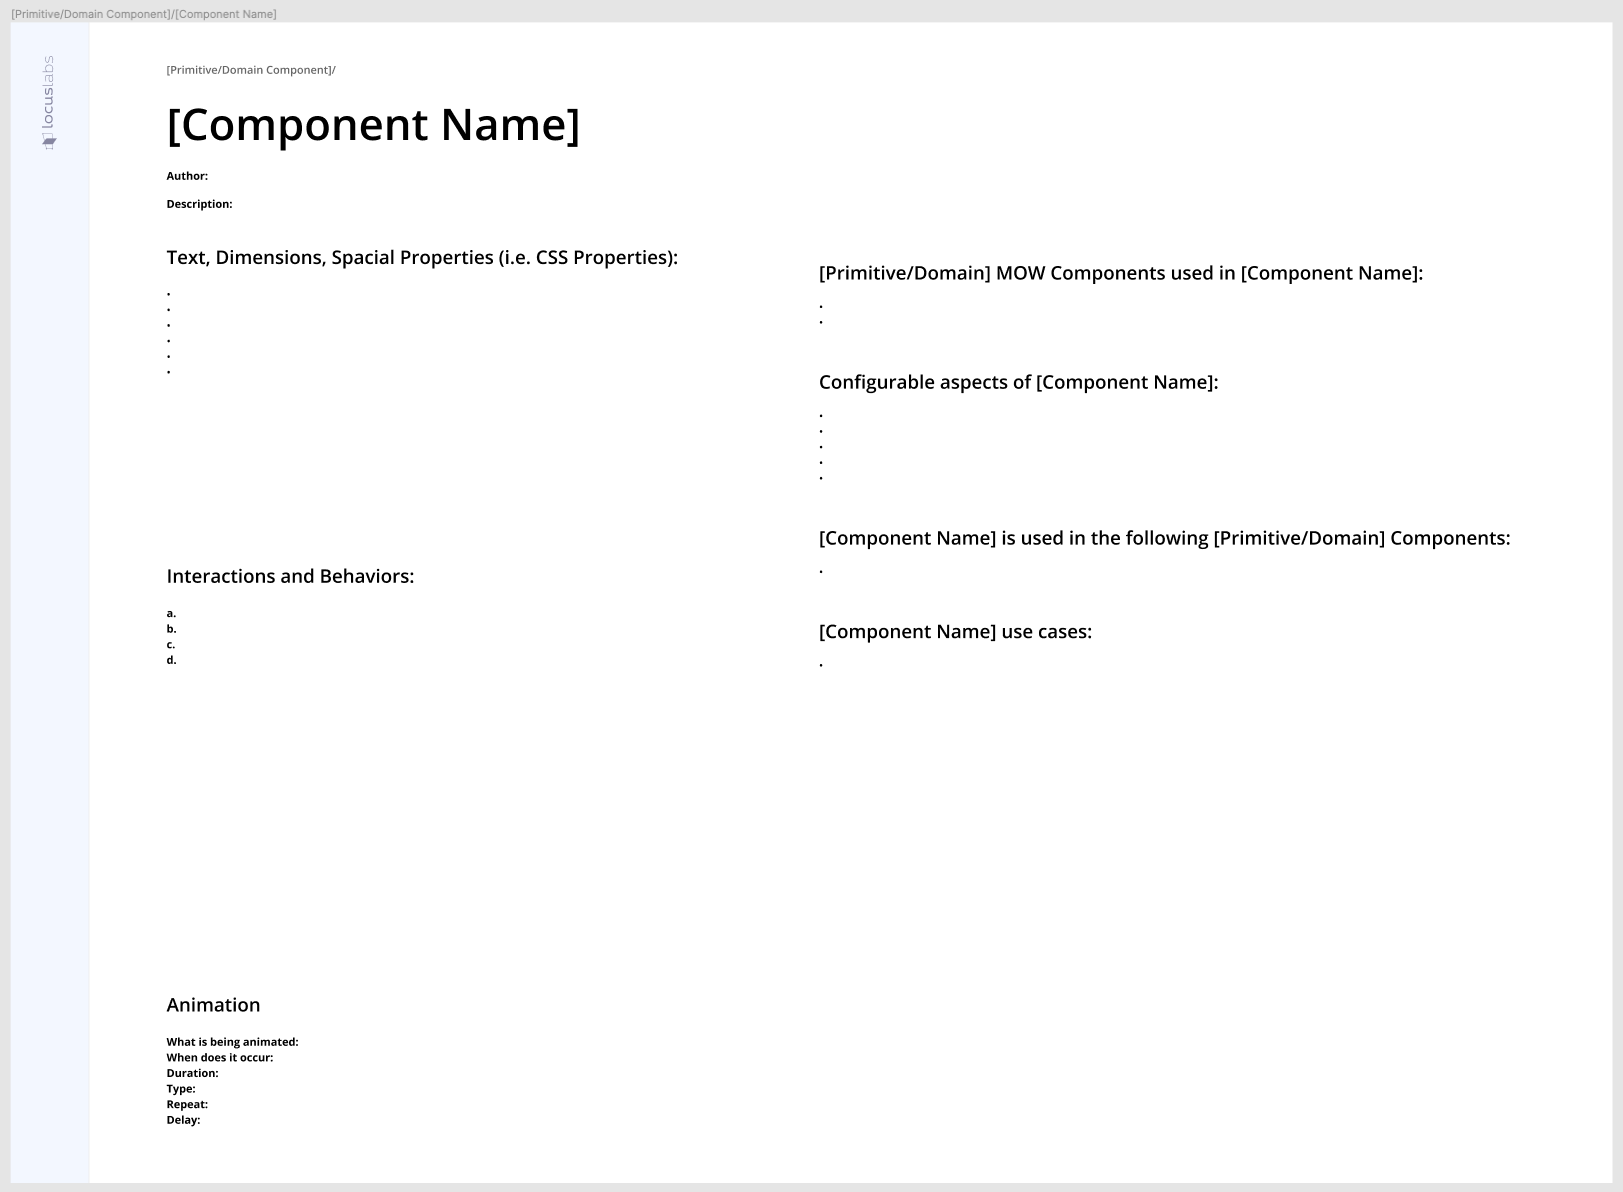 [Primitive/Domain Component]/[Component Name]
locuslabs
[Primitive/Domain Component]/
[Component Name]
Author:
Description:
Text, Dimensions, Spacial Properties (i.e. CSS Properties):
•
•
•
•
•
•
Interactions and Behaviors:
a.
b.
c.
d.
Animation
What is being animated:
When does it occur:
Duration:
Type:
Repeat:
Delay:
[Primitive/Domain] MOW Components used in [Component Name]:
•
•
Configurable aspects of [Component Name]:
•
•
•
•
•
[Component Name] is used in the following [Primitive/Domain] Components:
•
[Component Name] use cases:
•